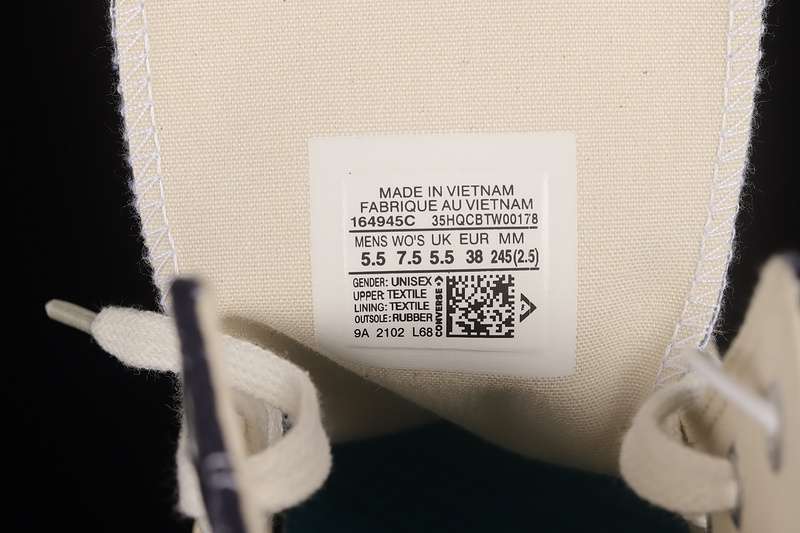 MADE IN VIETNAM
FABRIQUE AU VIETNAM
164945C 35HQCBTW00178
MENS WO'S UK EUR MM
5.5 7.5 5.5 38 245(2.5)
GENDER: UNISEX
UPPER: TEXTILE
LINING: TEXTILE
OUTSOLE: RUBBER
9A 2102 L68
CONVERSE